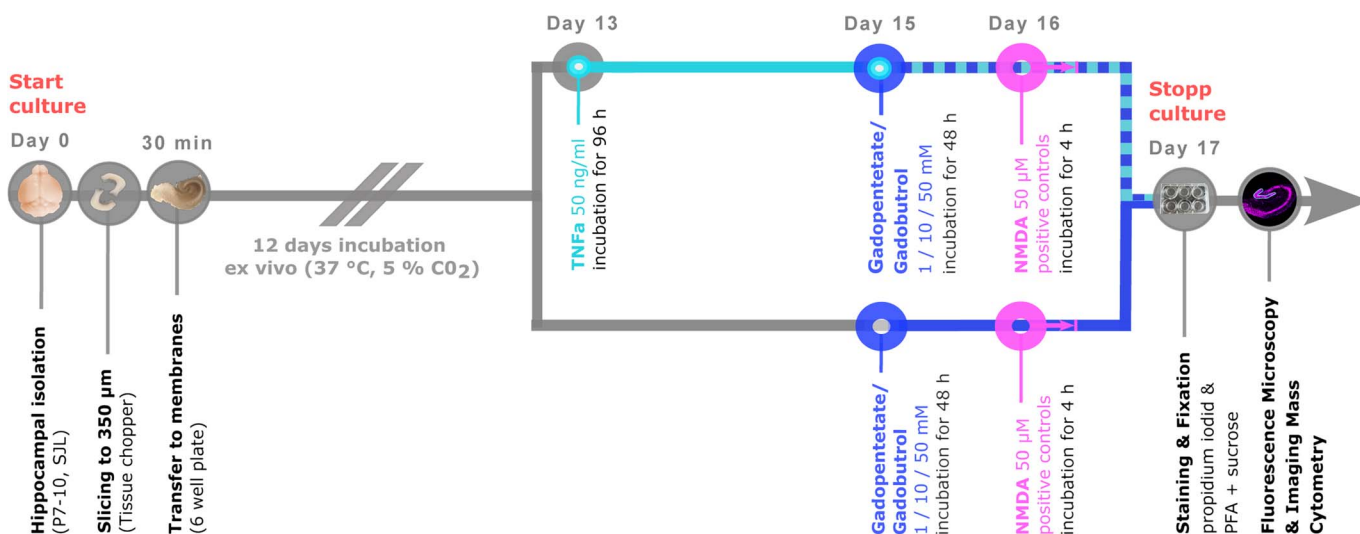 Start
culture
Day 0
30 min
12 days incubation
ex vivo (37 °C, 5 % C0₂)
Day 13
Day 15
Day 16
Stopp
culture
Day 17
TNFa 50 ng/ml
incubation for 96 h
Gadopentetate/
Gadobutrol
1 / 10 / 50 mM
incubation for 48 h
NMDA 50 µM
positive controls
incubation for 4 h
Gadopentetate/
Gadobutrol
1 / 10 / 50 mM
incubation for 48 h
NMDA 50 µM
positive controls
incubation for 4 h
Hippocampal isolation
(P7-10, SJL)
Slicing to 350 µm
(Tissue chopper)
Transfer to membranes
(6 well plate)
Staining & Fixation
propidium iodid &
PFA + sucrose
Fluorescence Microscopy
& Imaging Mass
Cytometry